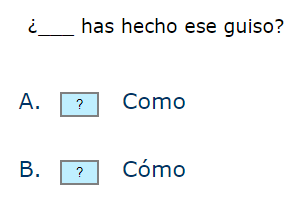 ¿___ has hecho ese guiso?
A. ? Como
B. ? Cómo